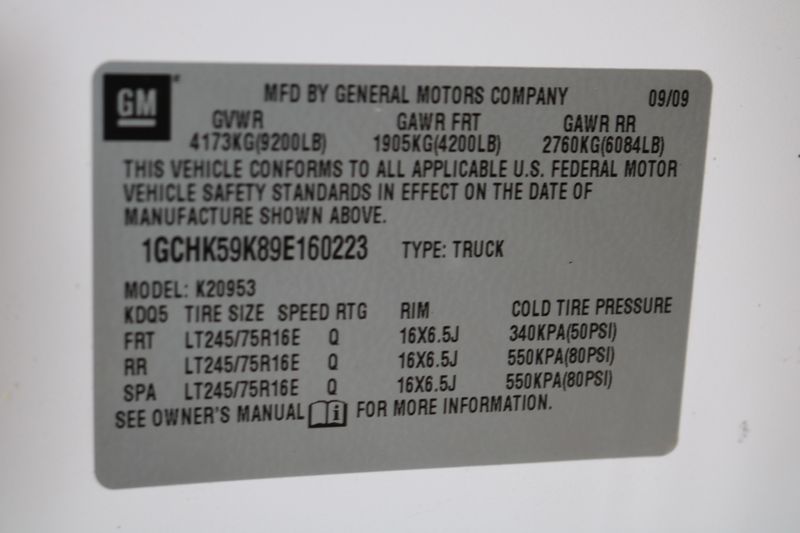 GM
MFD BY GENERAL MOTORS COMPANY 09/09
GVWR GAWR FRT GAWR RR
4173KG(9200LB) 1905KG(4200LB) 2760KG(6084LB)
THIS VEHICLE CONFORMS TO ALL APPLICABLE U.S. FEDERAL MOTOR
VEHICLE SAFETY STANDARDS IN EFFECT ON THE DATE OF
MANUFACTURE SHOWN ABOVE.
1GCHK59K89E160223 TYPE: TRUCK
MODEL: K20953
KDQ5 TIRE SIZE SPEED RTG RIM COLD TIRE PRESSURE
FRT LT245/75R16E Q 16X6.5J 340KPA(50PSI)
RR LT245/75R16E Q 16X6.5J 550KPA(80PSI)
SPA LT245/75R16E Q 16X6.5J 550KPA(80PSI)
SEE OWNER'S MANUAL i FOR MORE INFORMATION.